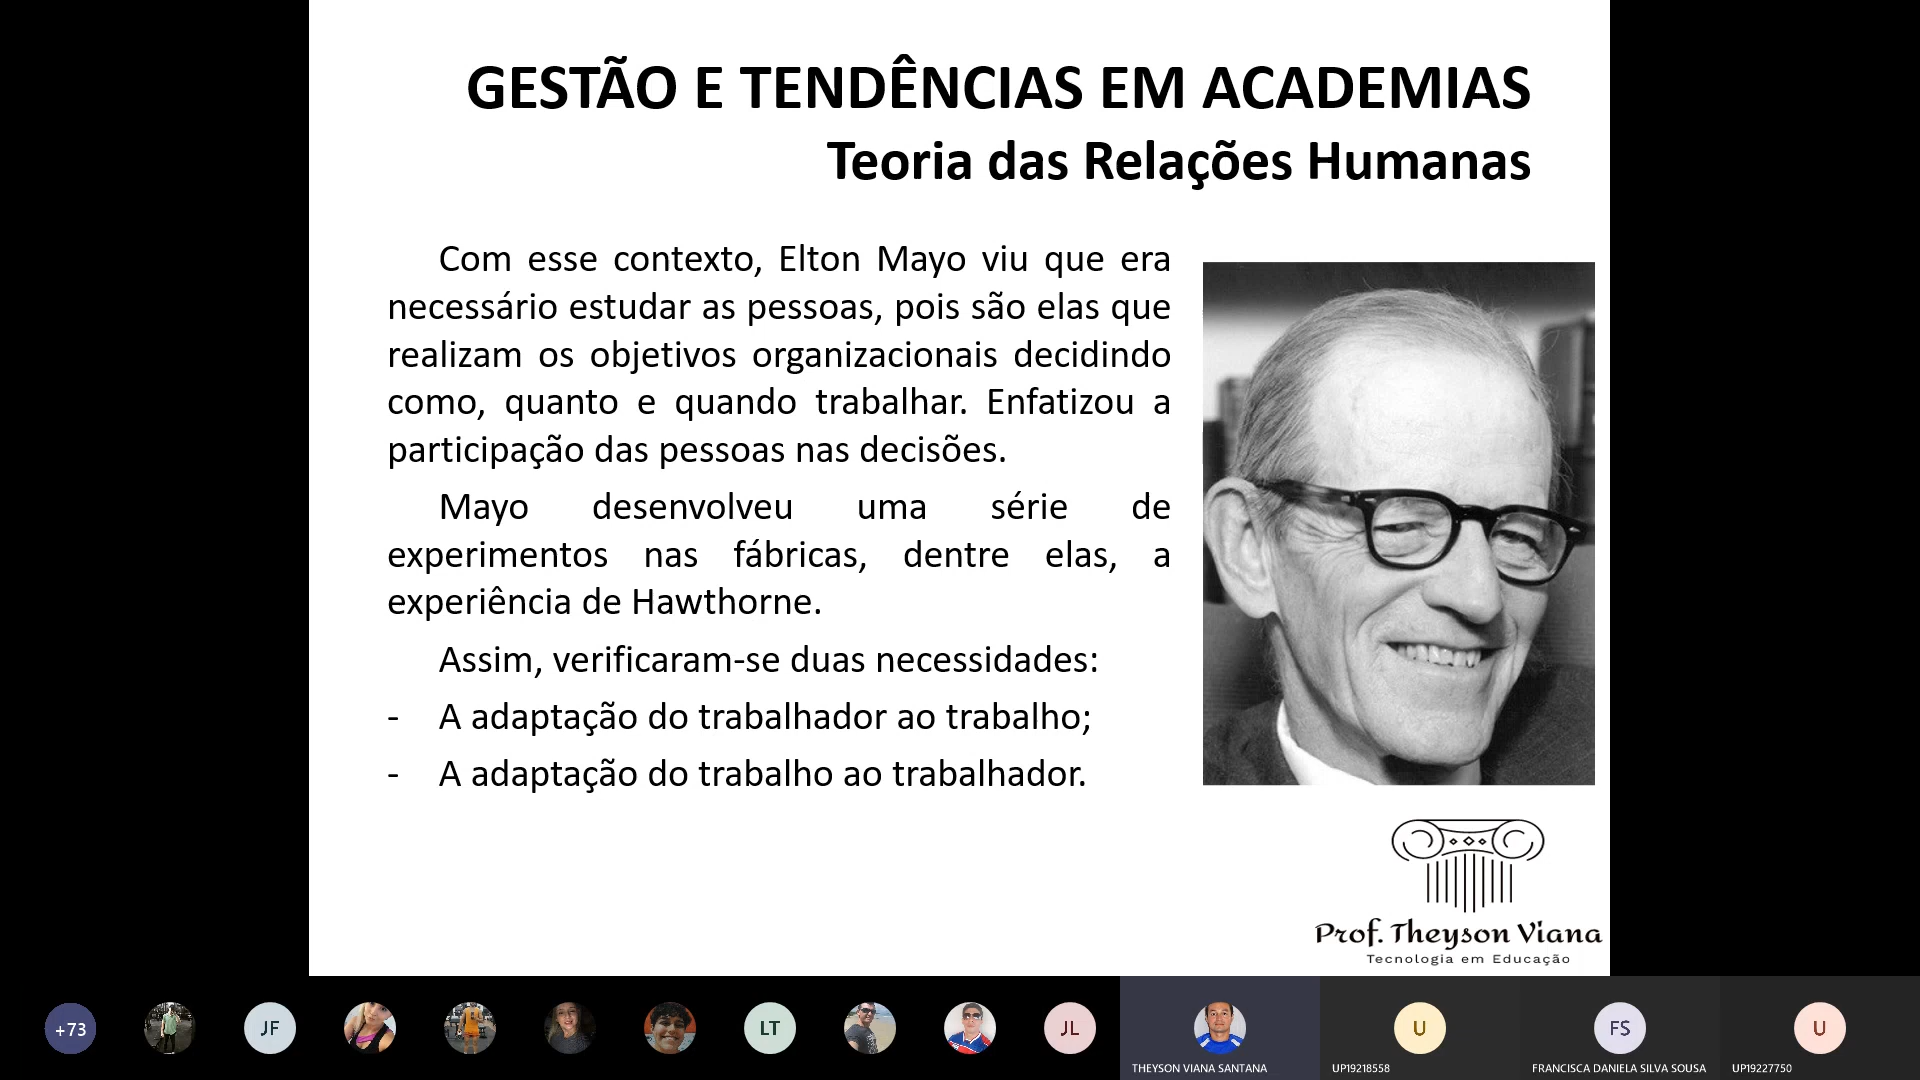 GESTÃO E TENDÊNCIAS EM ACADEMIAS
Teoria das Relações Humanas
Com esse contexto, Elton Mayo viu que era
necessário estudar as pessoas, pois são elas que
realizam os objetivos organizacionais decidindo
como, quanto e quando trabalhar. Enfatizou a
participação das pessoas nas decisões.
Mayo desenvolveu uma série de
experimentos nas fábricas, dentre elas, a
experiência de Hawthorne.
Assim, verificaram-se duas necessidades:
- A adaptação do trabalhador ao trabalho;
- A adaptação do trabalho ao trabalhador.
Prof. Theyson Viana
Tecnologia em Educação
+73
JF
LT
JL
THEYSON VIANA SANTANA
U
UP19218558
FS
FRANCISCA DANIELA SILVA SOUSA
U
UP19227750